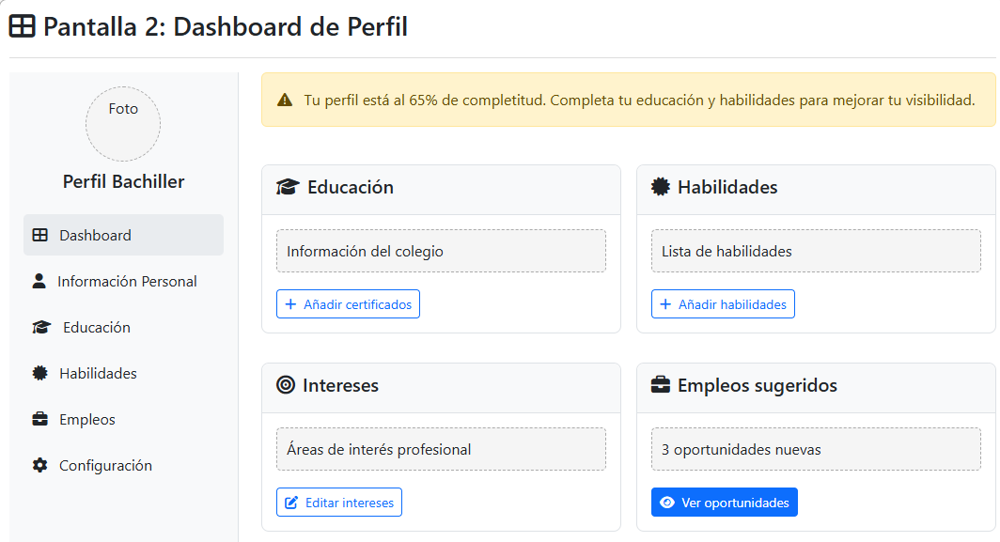 Pantalla 2: Dashboard de Perfil
Foto
Perfil Bachiller
Dashboard
Información Personal
Educación
Habilidades
Empleos
Configuración
Tu perfil está al 65% de completitud. Completa tu educación y habilidades para mejorar tu visibilidad.
Educación
Información del colegio
Añadir certificados
Habilidades
Lista de habilidades
Añadir habilidades
Intereses
Áreas de interés profesional
Editar intereses
Empleos sugeridos
3 oportunidades nuevas
Ver oportunidades